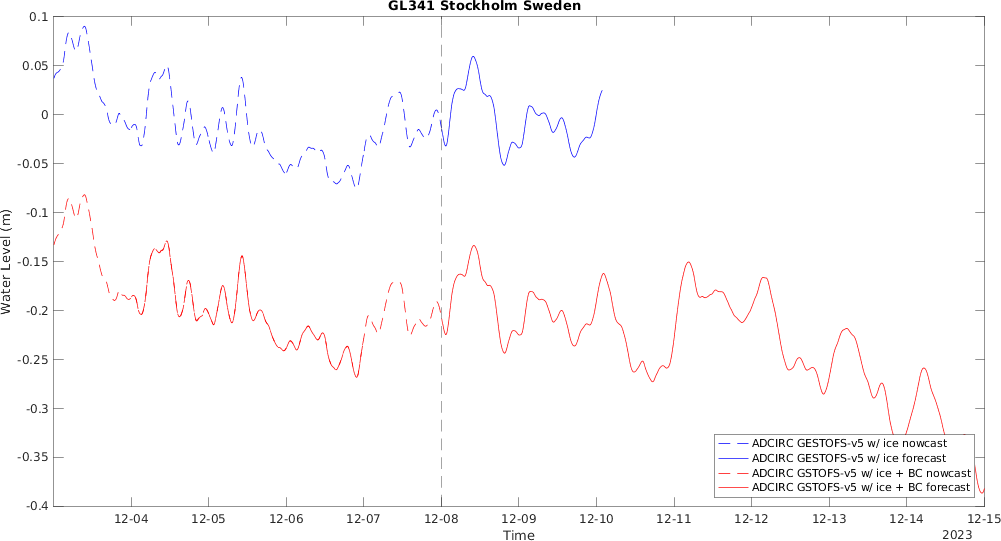 GL341 Stockholm Sweden
0.1
0.05
0
-0.05
-0.1
-0.15
-0.2
-0.25
-0.3
-0.35
-0.4
Water Level (m)
ADCIRC GESTOFS-v5 w/ ice nowcast
ADCIRC GESTOFS-v5 w/ ice forecast
ADCIRC GSTOFS-v5 w/ ice + BC nowcast
ADCIRC GSTOFS-v5 w/ ice + BC forecast
12-04 12-05 12-06 12-07 12-08 12-09 12-10 12-11 12-12 12-13 12-14 12-15
Time
2023